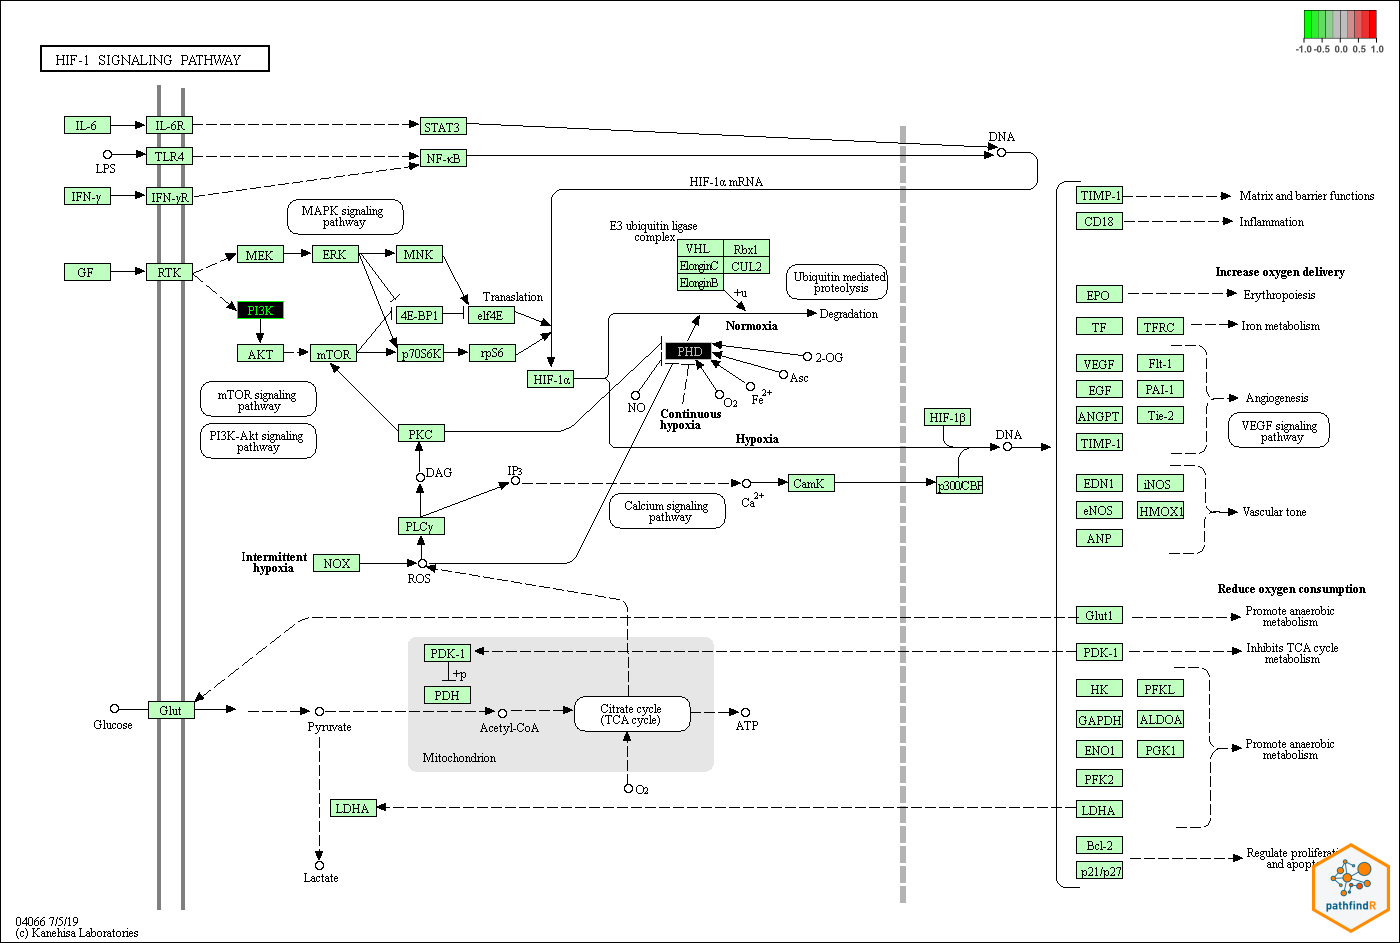 -1.0 -0.5 0.0 0.5 1.0
HIF-1 SIGNALING PATHWAY
IL-6
IL-6R
STAT3
DNA
LPS
TLR4
NF-κB
HIF-1α mRNA
IFN-γ
IFN-γR
TIMP-1
Matrix and barrier functions
CD18
Inflammation
MAPK signaling
pathway
E3 ubiquitin ligase
complex
VHL
Rbx1
ElonginC
CUL2
ElonginB
+u
Ubiquitin mediated
proteolysis
GF
RTK
MEK
ERK
MNK
Increase oxygen delivery
EPO
Erythropoiesis
PI3K
4E-BP1
eIf4E
Translation
Normoxia
Degradation
TF
TFRC
Iron metabolism
AKT
mTOR
p70S6K
rpS6
HIF-1α
PHD
2-OG
Asc
Fe2+
O2
NO
Continuous
hypoxia
Hypoxia
VEGF
Flt-1
EGF
PAI-1
ANGPT
Tie-2
TIMP-1
Angiogenesis
VEGF signaling
pathway
mTOR signaling
pathway
PI3K-Akt signaling
pathway
PKC
HIF-1β
DNA
DAG
IP3
Ca2+
CamK
p300/CBP
Calcium signaling
pathway
PLCγ
EDN1
iNOS
eNOS
HMOX1
ANP
Vascular tone
Intermittent
hypoxia
NOX
ROS
Reduce oxygen consumption
Glut1
Promote anaerobic
metabolism
PDK-1
Inhibits TCA cycle
metabolism
PDK-1
+p
PDH
Glucose
Glut
Pyruvate
Acetyl-CoA
Citrate cycle
(TCA cycle)
ATP
Mitochondrion
O2
HK
PFKL
GAPDH
ALDOA
ENO1
PGK1
PFK2
LDHA
Promote anaerobic
metabolism
LDHA
Lactate
Bcl-2
p21/p27
Regulate proliferati
and apopt
pathfindR
04066 7/5/19
(c) Kanehisa Laboratories